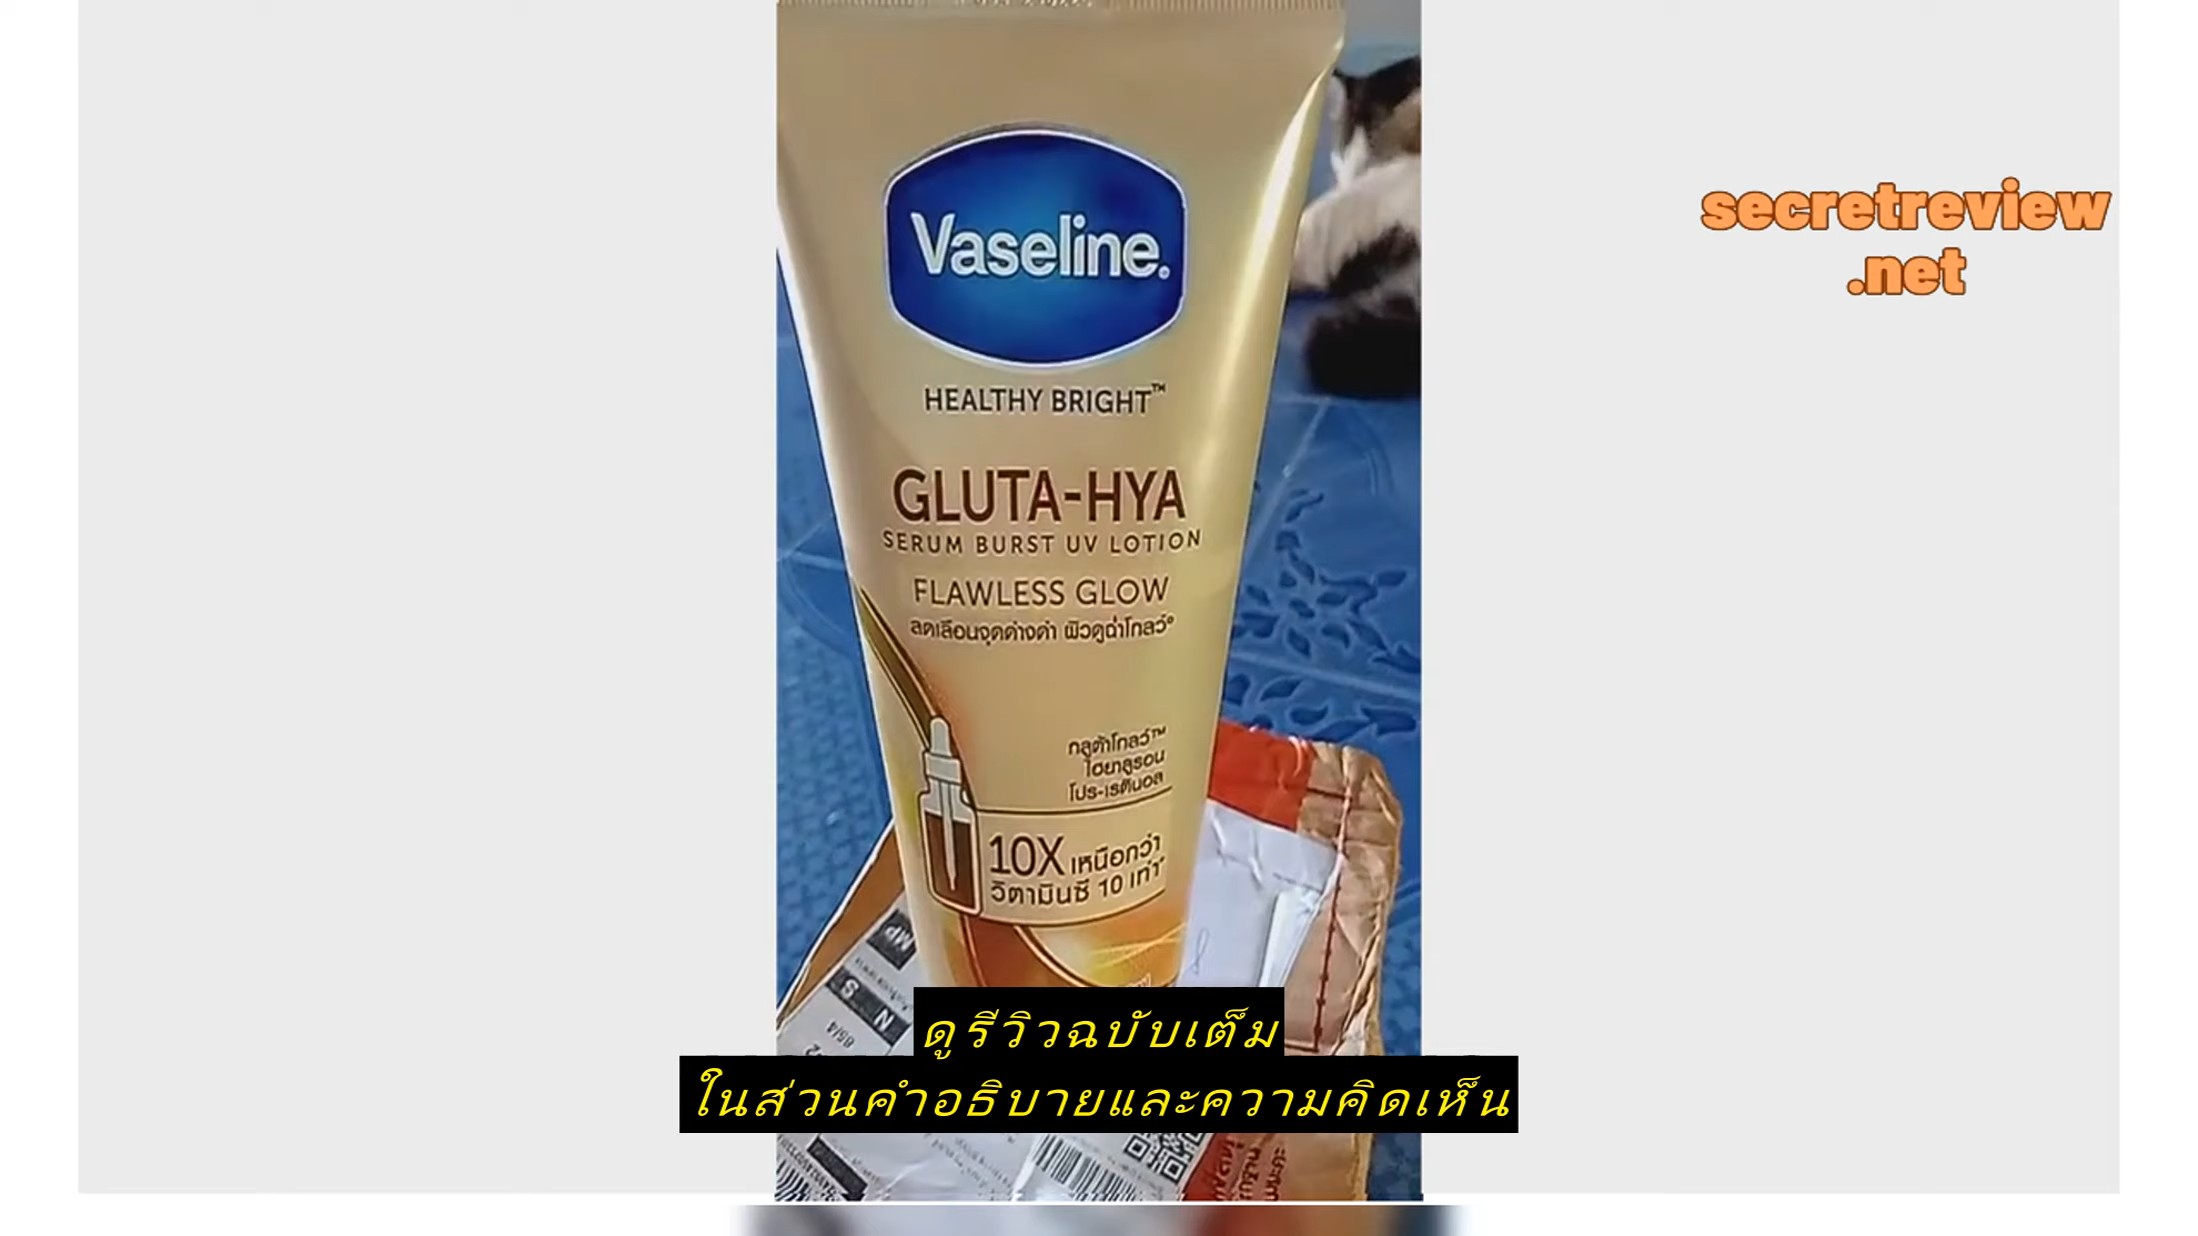 secretreview
.net
Vaseline.
HEALTHY BRIGHT™
GLUTA-HYA
SERUM BURST UV LOTION
FLAWLESS GLOW
ลดเลือนจุดด่างดำ ผิวดูฉ่ำโกลว์°
กลูต้าโกลว์™
ไฮยาลูรอน
โปร-เรตินอล
10X เหนือกว่า
วิตามินซี 10 เท่า*
MP
S
N
85/4
ดูรีวิวฉบับเต็ม
ในส่วนคำอธิบายและความคิดเห็น